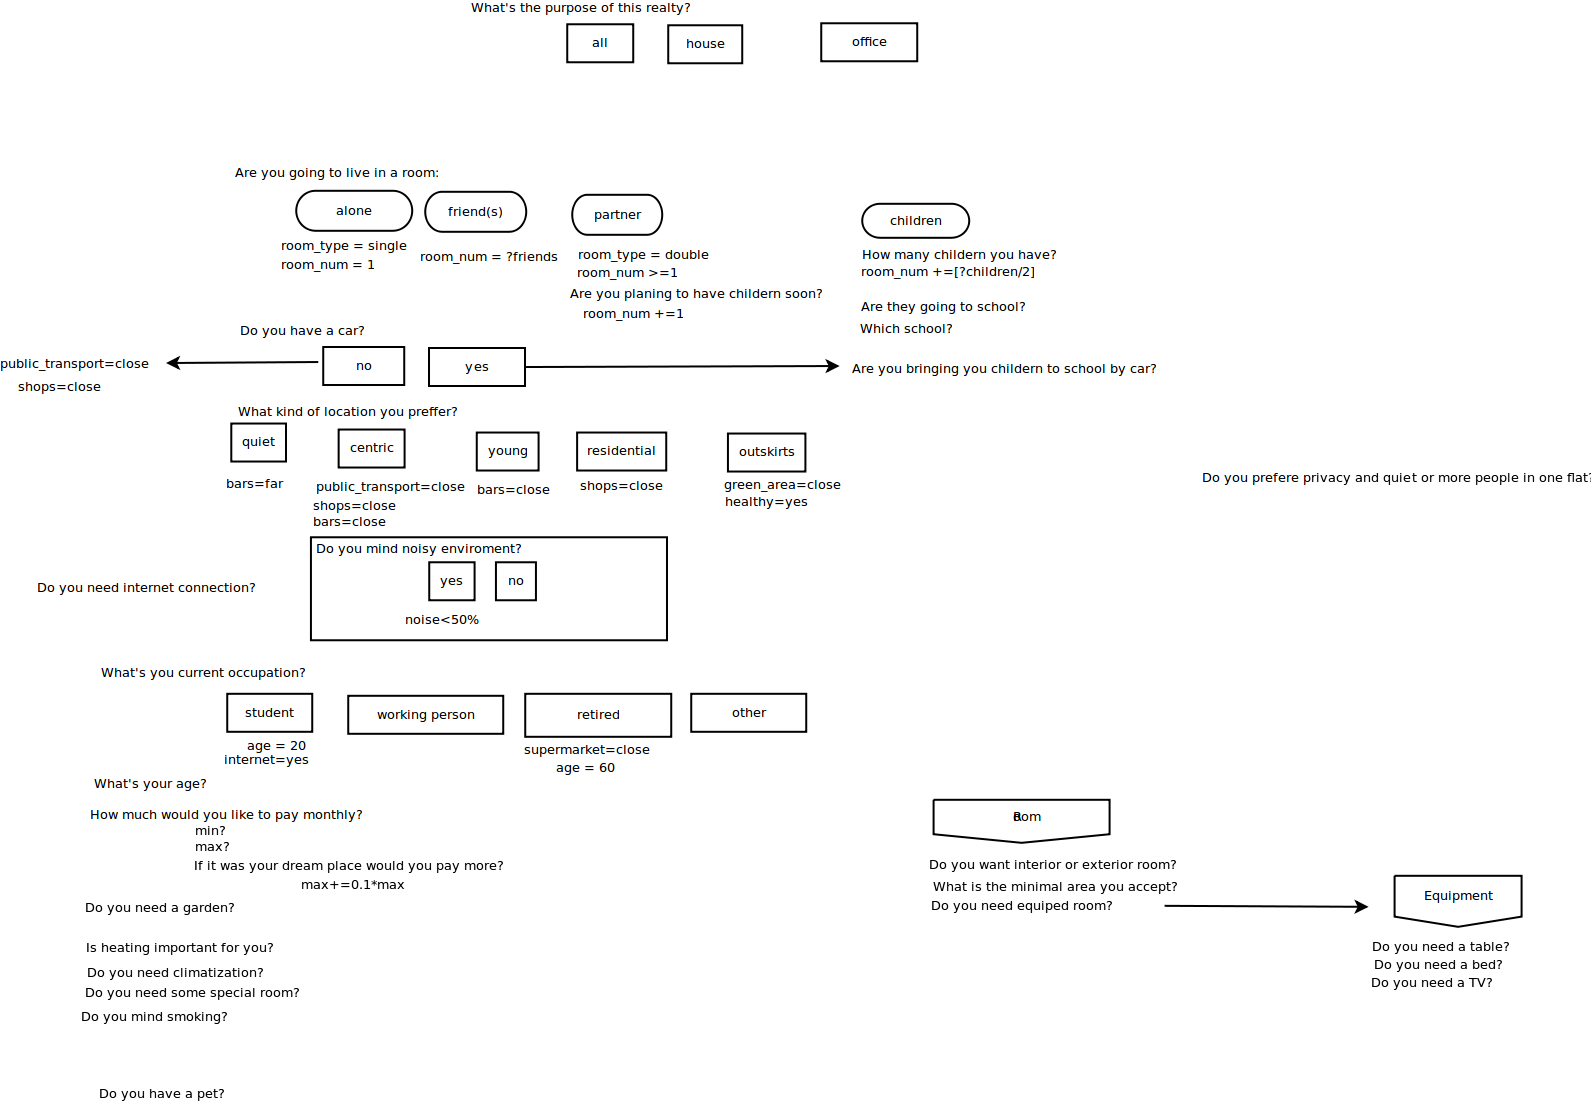 What's the purpose of this realty?
all
house
office
Are you going to live in a room:
alone
friend(s)
partner
children
room_type = single
room_num = 1
room_num = ?friends
room_type = double
room_num >=1
Are you planing to have childern soon?
room_num +=1
How many childern you have?
room_num +=[?children/2]
Are they going to school?
Which school?
Do you have a car?
no
yes
public_transport=close
shops=close
Are you bringing you childern to school by car?
What kind of location you preffer?
quiet
centric
young
residential
outskirts
bars=far
public_transport=close
shops=close
bars=close
bars=close
shops=close
green_area=close
healthy=yes
Do you prefere privacy and quiet or more people in one flat?
Do you mind noisy enviroment?
yes
no
noise<50%
Do you need internet connection?
What's you current occupation?
student
working person
retired
other
age = 20
internet=yes
supermarket=close
age = 60
What's your age?
How much would you like to pay monthly?
min?
max?
If it was your dream place would you pay more?
max+=0.1*max
Do you need a garden?
Is heating important for you?
Do you need climatization?
Do you need some special room?
Do you mind smoking?
Do you have a pet?
Room
Do you want interior or exterior room?
What is the minimal area you accept?
Do you need equiped room?
Equipment
Do you need a table?
Do you need a bed?
Do you need a TV?